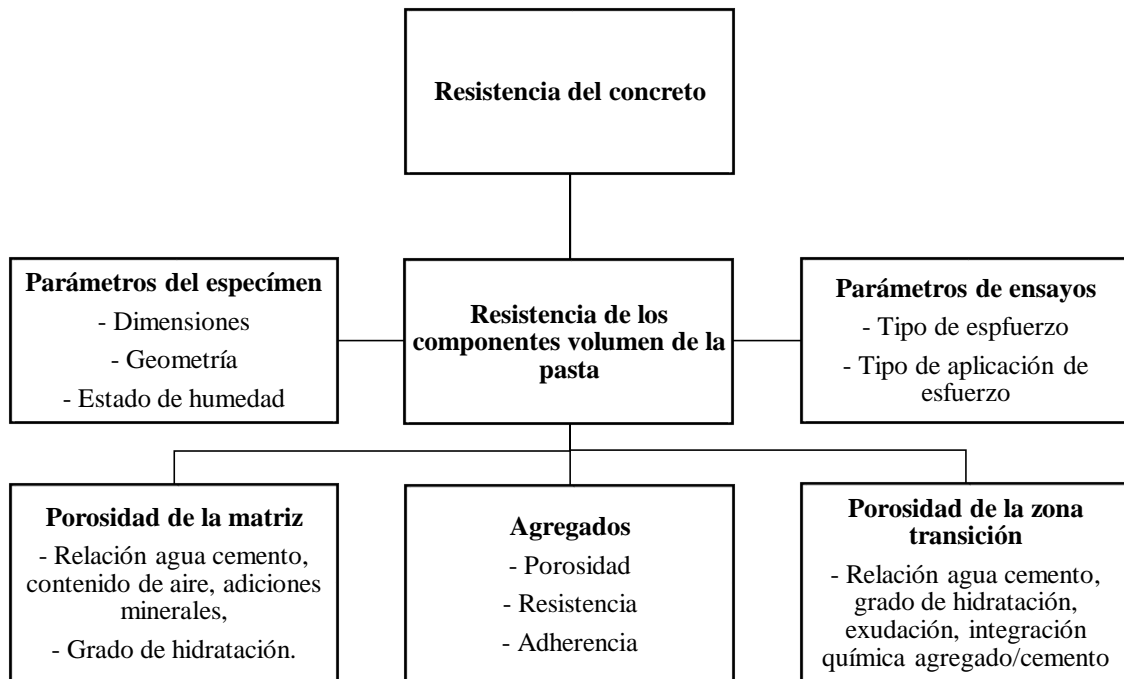 Resistencia del concreto
Parámetros del espécímen
- Dimensiones
- Geometría
- Estado de humedad
Resistencia de los
componentes volumen de la
pasta
Parámetros de ensayos
- Tipo de espfuerzo
- Tipo de aplicación de
esfuerzo
Porosidad de la matriz
- Relación agua cemento,
contenido de aire, adiciones
minerales,
- Grado de hidratación.
Agregados
- Porosidad
- Resistencia
- Adherencia
Porosidad de la zona
transición
- Relación agua cemento,
grado de hidratación,
exudación, integración
química agregado/cemento